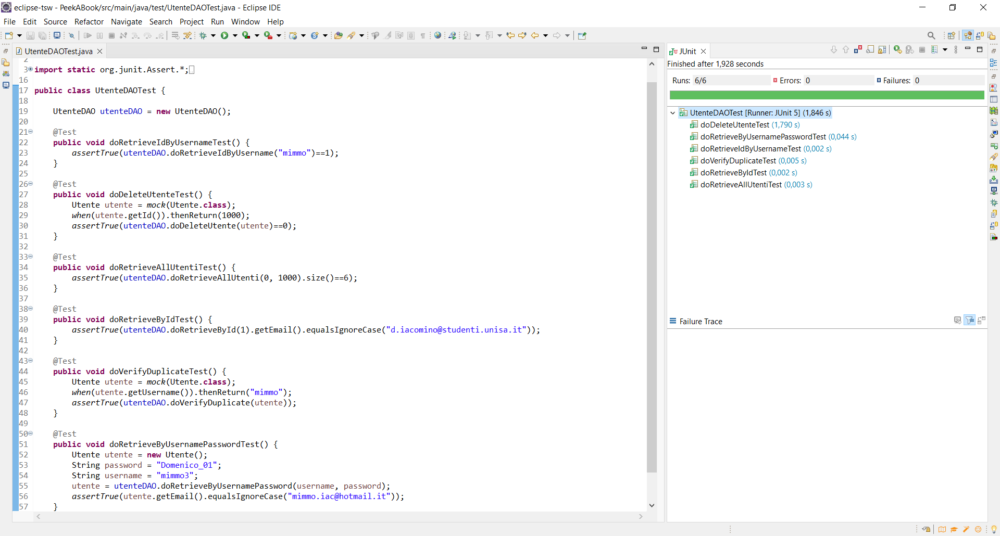 eclipse-tsw - PeekABook/src/main/java/test/UtenteDAOTest.java - Eclipse IDE
File Edit Source Refactor Navigate Search Project Run Window Help
UtenteDAOTest.java
2
3 import static org.junit.Assert.*;
16
17 public class UtenteDAOTest {
18
19 UtenteDAO utenteDAO = new UtenteDAO();
20
21 @Test
22 public void doRetrieveIdByUsernameTest() {
23 assertTrue(utenteDAO.doRetrieveIdByUsername("mimmo")==1);
24 }
25
26 @Test
27 public void doDeleteUtenteTest() {
28 Utente utente = mock(Utente.class);
29 when(utente.getId()).thenReturn(1000);
30 assertTrue(utenteDAO.doDeleteUtente(utente)==0);
31 }
32
33 @Test
34 public void doRetrieveAllUtentiTest() {
35 assertTrue(utenteDAO.doRetrieveAllUtenti(0, 1000).size()==6);
36 }
37
38 @Test
39 public void doRetrieveByIdTest() {
40 assertTrue(utenteDAO.doRetrieveById(1).getEmail().equalsIgnoreCase("d.iacomino@studenti.unisa.it"));
41 }
42
43 @Test
44 public void doVerifyDuplicateTest() {
45 Utente utente = mock(Utente.class);
46 when(utente.getUsername()).thenReturn("mimmo");
47 assertTrue(utenteDAO.doVerifyDuplicate(utente));
48 }
49
50 @Test
51 public void doRetrieveByUsernamePasswordTest() {
52 Utente utente = new Utente();
53 String password = "Domenico_01";
54 String username = "mimmo3";
55 utente = utenteDAO.doRetrieveByUsernamePassword(username, password);
56 assertTrue(utente.getEmail().equalsIgnoreCase("mimmo.iac@hotmail.it"));
57 }
JUnit
Finished after 1,928 seconds
Runs: 6/6 Errors: 0 Failures: 0
UtenteDAOTest [Runner: JUnit 5] (1,846 s)
doDeleteUtenteTest (1,790 s)
doRetrieveByUsernamePasswordTest (0,044 s)
doRetrieveIdByUsernameTest (0,002 s)
doVerifyDuplicateTest (0,005 s)
doRetrieveByIdTest (0,002 s)
doRetrieveAllUtentiTest (0,003 s)
Failure Trace